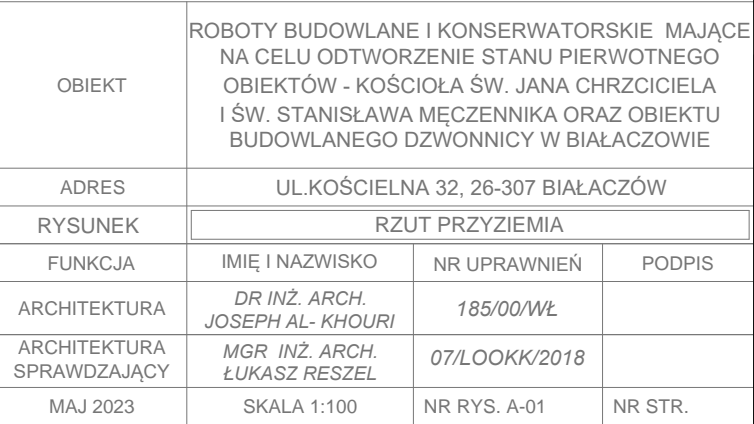 OBIEKT
ROBOTY BUDOWLANE I KONSERWATORSKIE MAJĄCE
NA CELU ODTWORZENIE STANU PIERWOTNEGO
OBIEKTÓW - KOŚCIOŁA ŚW. JANA CHRZCICIELA
I ŚW. STANISŁAWA MĘCZENNIKA ORAZ OBIEKTU
BUDOWLANEGO DZWONNICY W BIAŁACZOWIE
ADRES
UL.KOŚCIELNA 32, 26-307 BIAŁACZÓW
RYSUNEK
RZUT PRZYZIEMIA
FUNKCJA
IMIĘ I NAZWISKO
NR UPRAWNIEŃ
PODPIS
ARCHITEKTURA
DR INŻ. ARCH.
JOSEPH AL- KHOURI
185/00/WŁ
ARCHITEKTURA
SPRAWDZAJĄCY
MGR INŻ. ARCH.
ŁUKASZ RESZEL
07/LOOKK/2018
MAJ 2023
SKALA 1:100
NR RYS. A-01
NR STR.